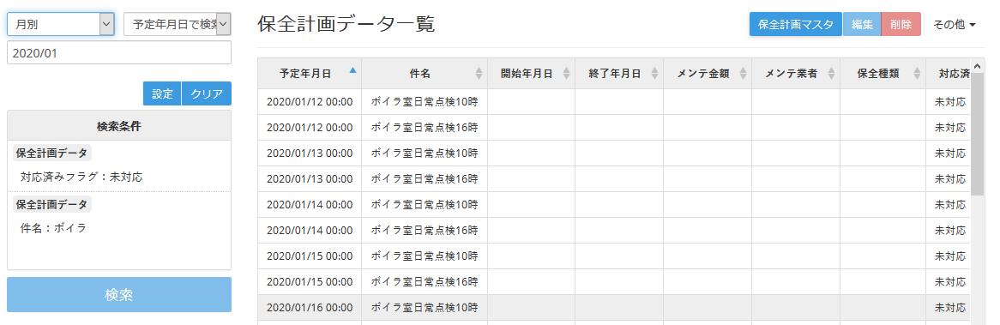 月別 予定年月日で検索
2020/01
設定 クリア
検索条件
保全計画データ
対応済みフラグ：未対応
保全計画データ
件名：ボイラ
検索
保全計画データ一覧 保全計画マスタ 編集 削除 その他
予定年月日 件名 開始年月日 終了年月日 メンテ金額 メンテ業者 保全種類 対応済
2020/01/12 00:00 ボイラ室日常点検10時 未対応
2020/01/12 00:00 ボイラ室日常点検16時 未対応
2020/01/13 00:00 ボイラ室日常点検10時 未対応
2020/01/13 00:00 ボイラ室日常点検16時 未対応
2020/01/14 00:00 ボイラ室日常点検10時 未対応
2020/01/14 00:00 ボイラ室日常点検16時 未対応
2020/01/15 00:00 ボイラ室日常点検10時 未対応
2020/01/15 00:00 ボイラ室日常点検16時 未対応
2020/01/16 00:00 ボイラ室日常点検10時 未対応